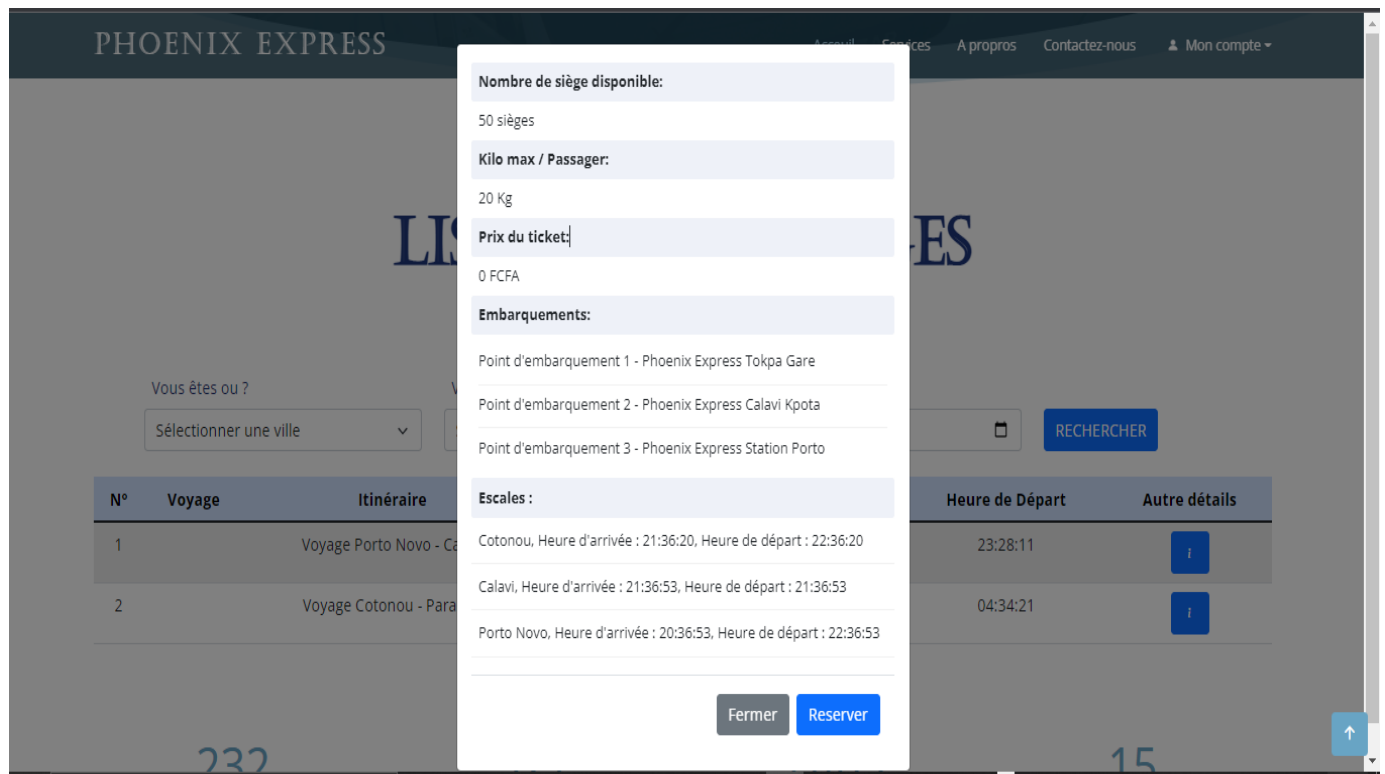 PHOENIX EXPRESS
Services A propos Contactez-nous Mon compte
Nombre de siège disponible:
50 sièges
Kilo max / Passager:
20 Kg
Prix du ticket:
0 FCFA
Embarquements:
Point d'embarquement 1 - Phoenix Express Tokpa Gare
Point d'embarquement 2 - Phoenix Express Calavi Kpota
Point d'embarquement 3 - Phoenix Express Station Porto
Escales :
Cotonou, Heure d'arrivée : 21:36:20, Heure de départ : 22:36:20
Calavi, Heure d'arrivée : 21:36:53, Heure de départ : 21:36:53
Porto Novo, Heure d'arrivée : 20:36:53, Heure de départ : 22:36:53
Fermer Reserver
Vous êtes ou ?
Sélectionner une ville
RECHERCHER
Nº Voyage Itinéraire Heure de Départ Autre détails
1 Voyage Porto Novo - Ca 23:28:11 i
2 Voyage Cotonou - Para 04:34:21 i
232 15